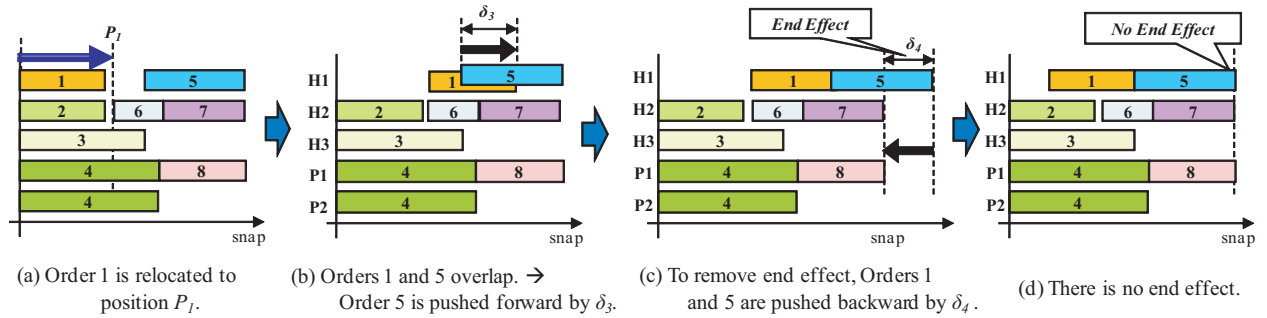 P1
1 5
2 6 7
3
4 8
4
snap
(a) Order 1 is relocated to
position P1.
δ3
H1 1 5
H2 2 6 7
H3 3
P1 4 8
P2 4
snap
(b) Orders 1 and 5 overlap. →
Order 5 is pushed forward by δ3.
End Effect
δ4
H1 1 5
H2 2 6 7
H3 3
P1 4 8
P2 4
snap
(c) To remove end effect, Orders 1
and 5 are pushed backward by δ4 .
No End Effect
H1 1 5
H2 2 6 7
H3 3
P1 4 8
P2 4
snap
(d) There is no end effect.